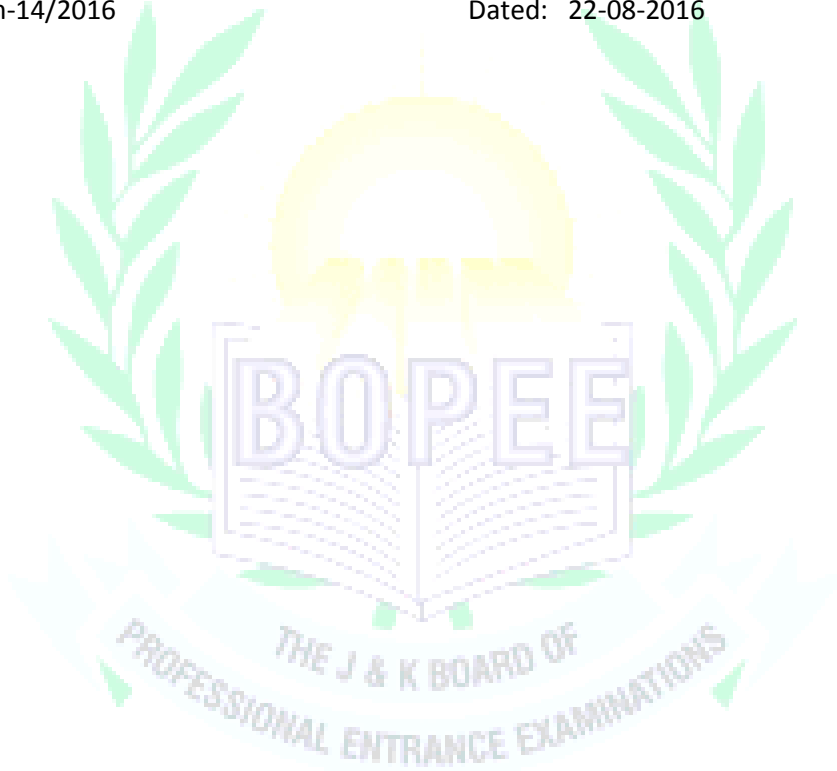 -14/2016 Dated: 22-08-2016
BOPEE
THE J & K BOARD OF
PROFESSIONAL ENTRANCE EXAMINATIONS